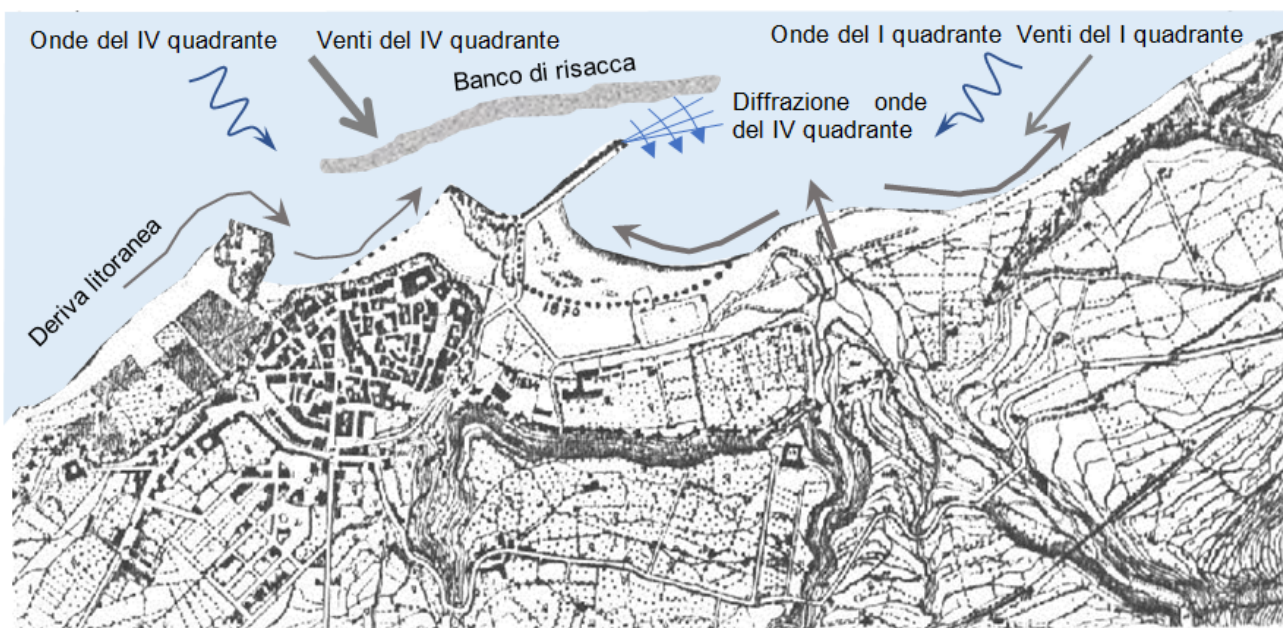 Onde del IV quadrante
Venti del IV quadrante
Onde del I quadrante
Venti del I quadrante
Banco di risacca
Diffrazione onde
del IV quadrante
Deriva litoranea
1870